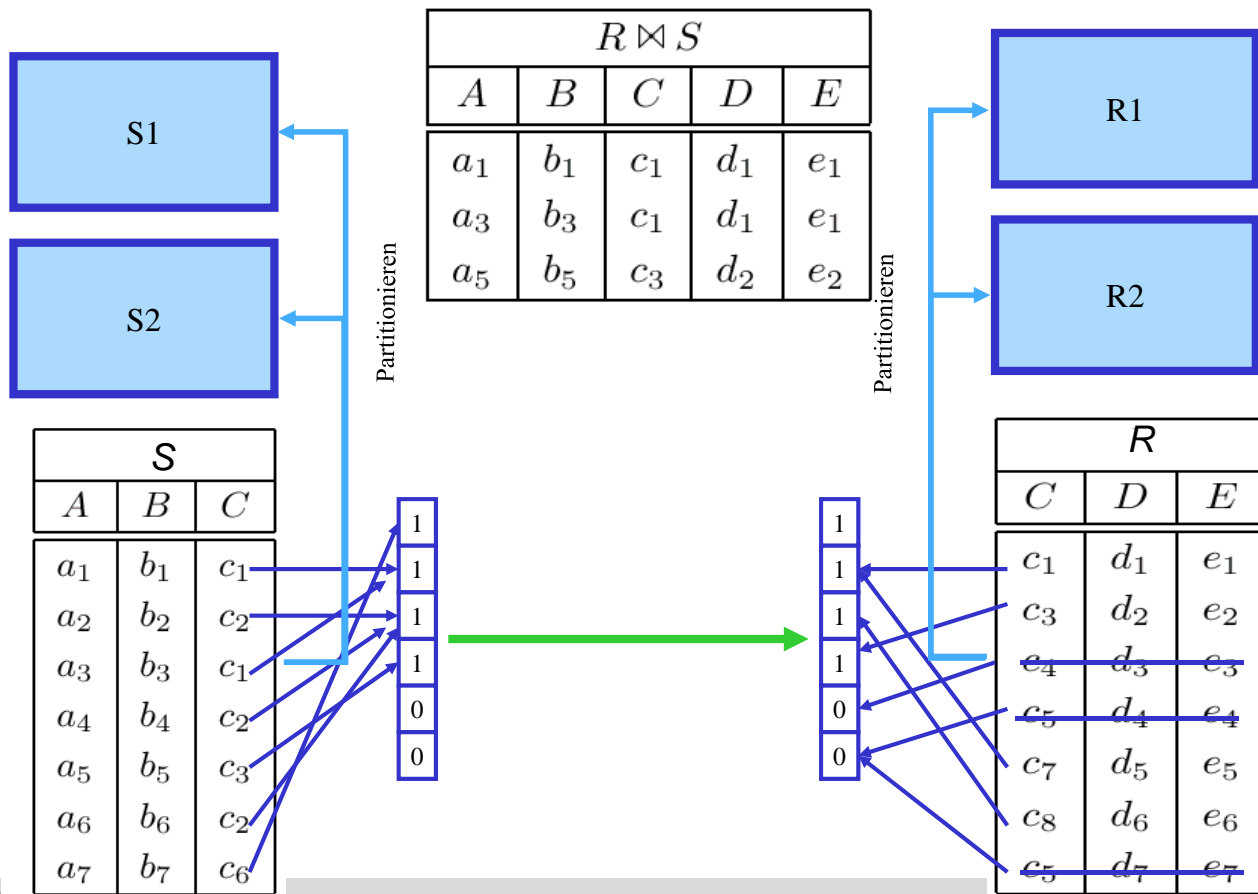 R ⋈ S
A B C D E
a₁ b₁ c₁ d₁ e₁
a₃ b₃ c₁ d₁ e₁
a₅ b₅ c₃ d₂ e₂
S1
S2
Partitionieren
Partitionieren
R1
R2
S
A B C
a₁ b₁ c₁
a₂ b₂ c₂
a₃ b₃ c₁
a₄ b₄ c₂
a₅ b₅ c₃
a₆ b₆ c₂
a₇ b₇ c₆
1
1
1
1
0
0
1
1
1
1
0
0
R
C D E
c₁ d₁ e₁
c₃ d₂ e₂
c₄ d₃ e₃
c₅ d₄ e₄
c₇ d₅ e₅
c₈ d₆ e₆
c₅ d₇ e₇